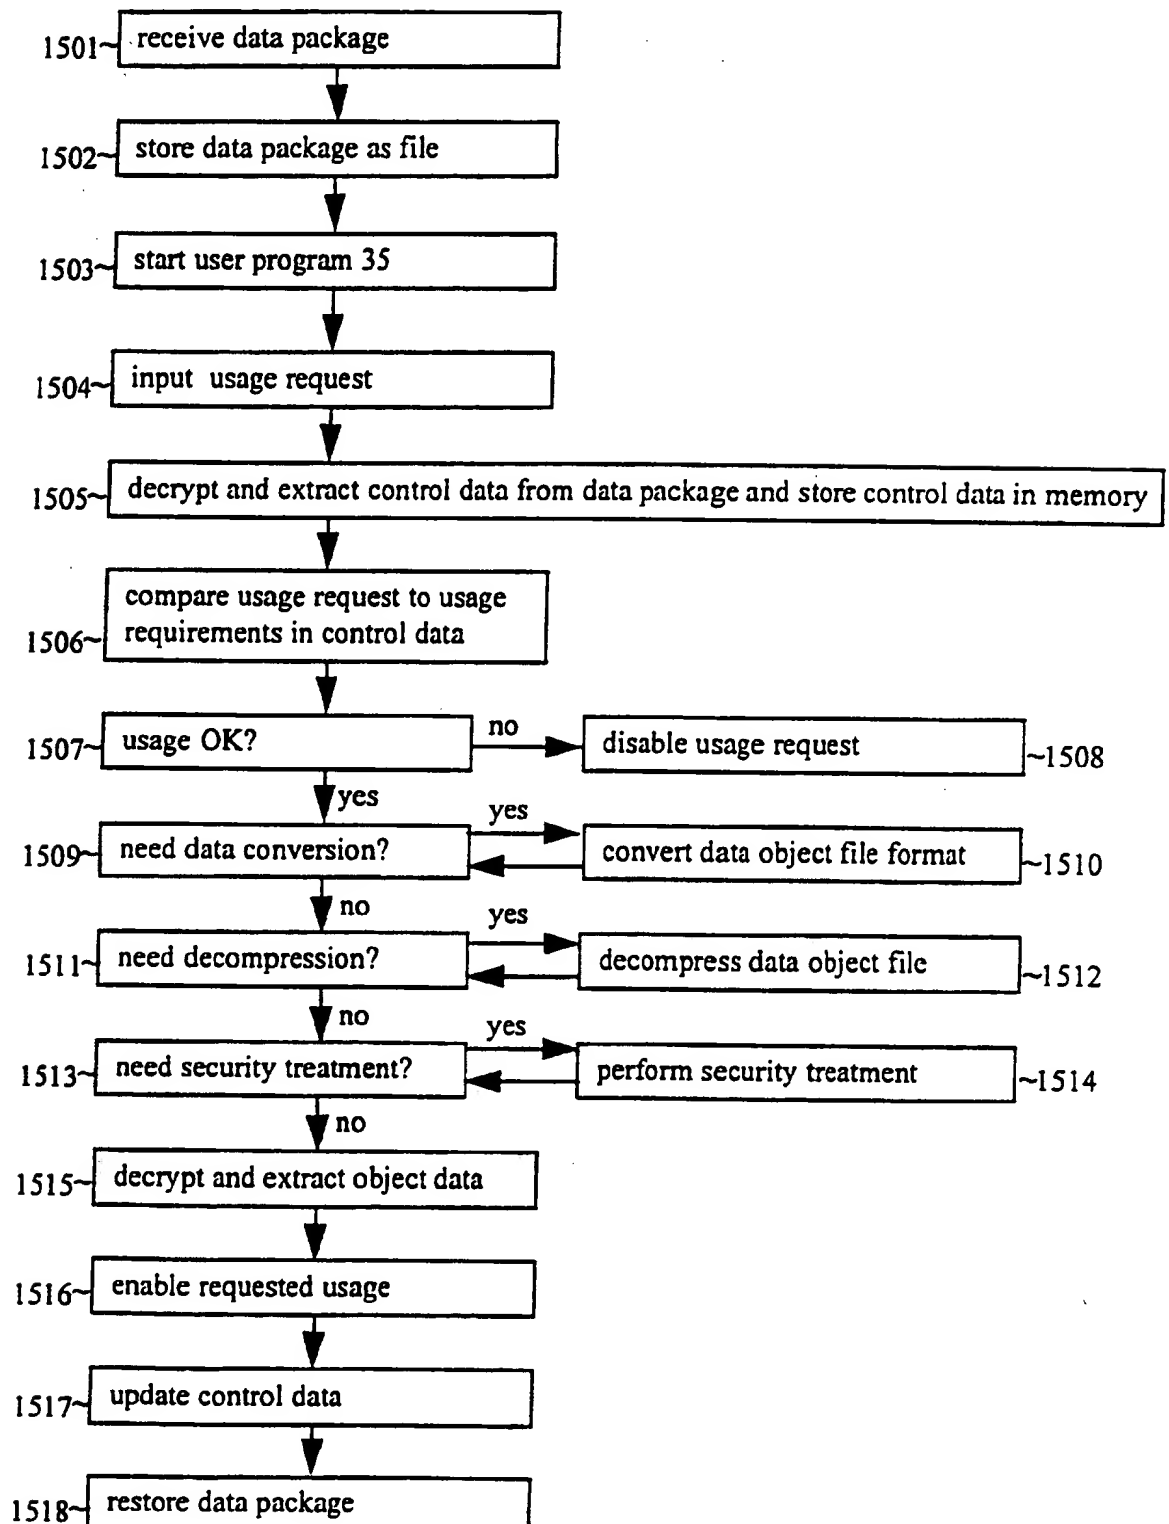 1501~ receive data package
1502~ store data package as file
1503~ start user program 35
1504~ input usage request
1505~ decrypt and extract control data from data package and store control data in memory
compare usage request to usage
1506~ requirements in control data
1507~ usage OK? no disable usage request ~1508
yes
1509~ need data conversion? yes convert data object file format ~1510
no
1511~ need decompression? yes decompress data object file ~1512
no
1513~ need security treatment? yes perform security treatment ~1514
no
1515~ decrypt and extract object data
1516~ enable requested usage
1517~ update control data
1518~ restore data package